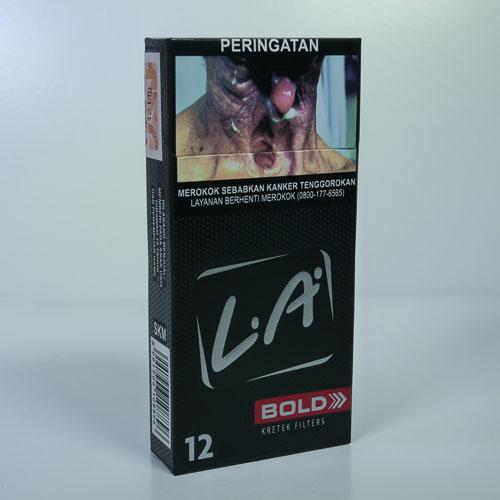 PERINGATAN
MEROKOK SEBABKAN KANKER TENGGOROKAN
LAYANAN BERHENTI MEROKOK (0800-177-6565)
L.A.
BOLD
KRETEK FILTERS
12
SKM